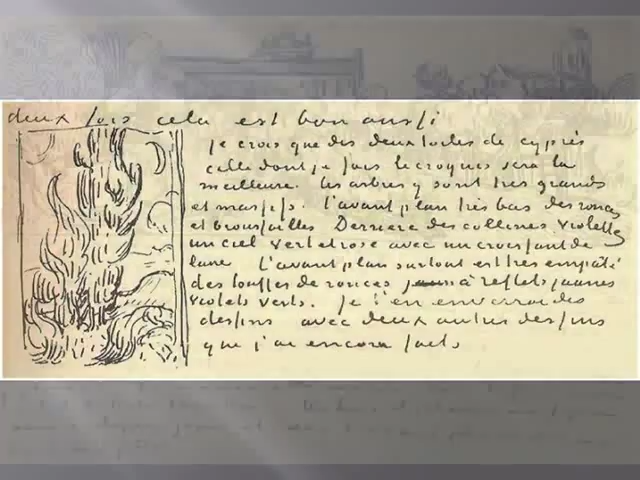 deux fois cela est bon aussi
je crois que des deux toiles de cyprès
celle dont je fais le croquis sera la
meilleure. les arbres y sont très grands
et massifs. l'avant plan très bas des ronces
et broussailles Derriere des collines violettes
un ciel vert et rose avec un croissant de
lune l'avant plan surtout est très empaté
des touffes de ronces à reflets jaunes
violets verts. Je t'en enverrai des
dessins avec deux autres dessins
que j'ai encore faits